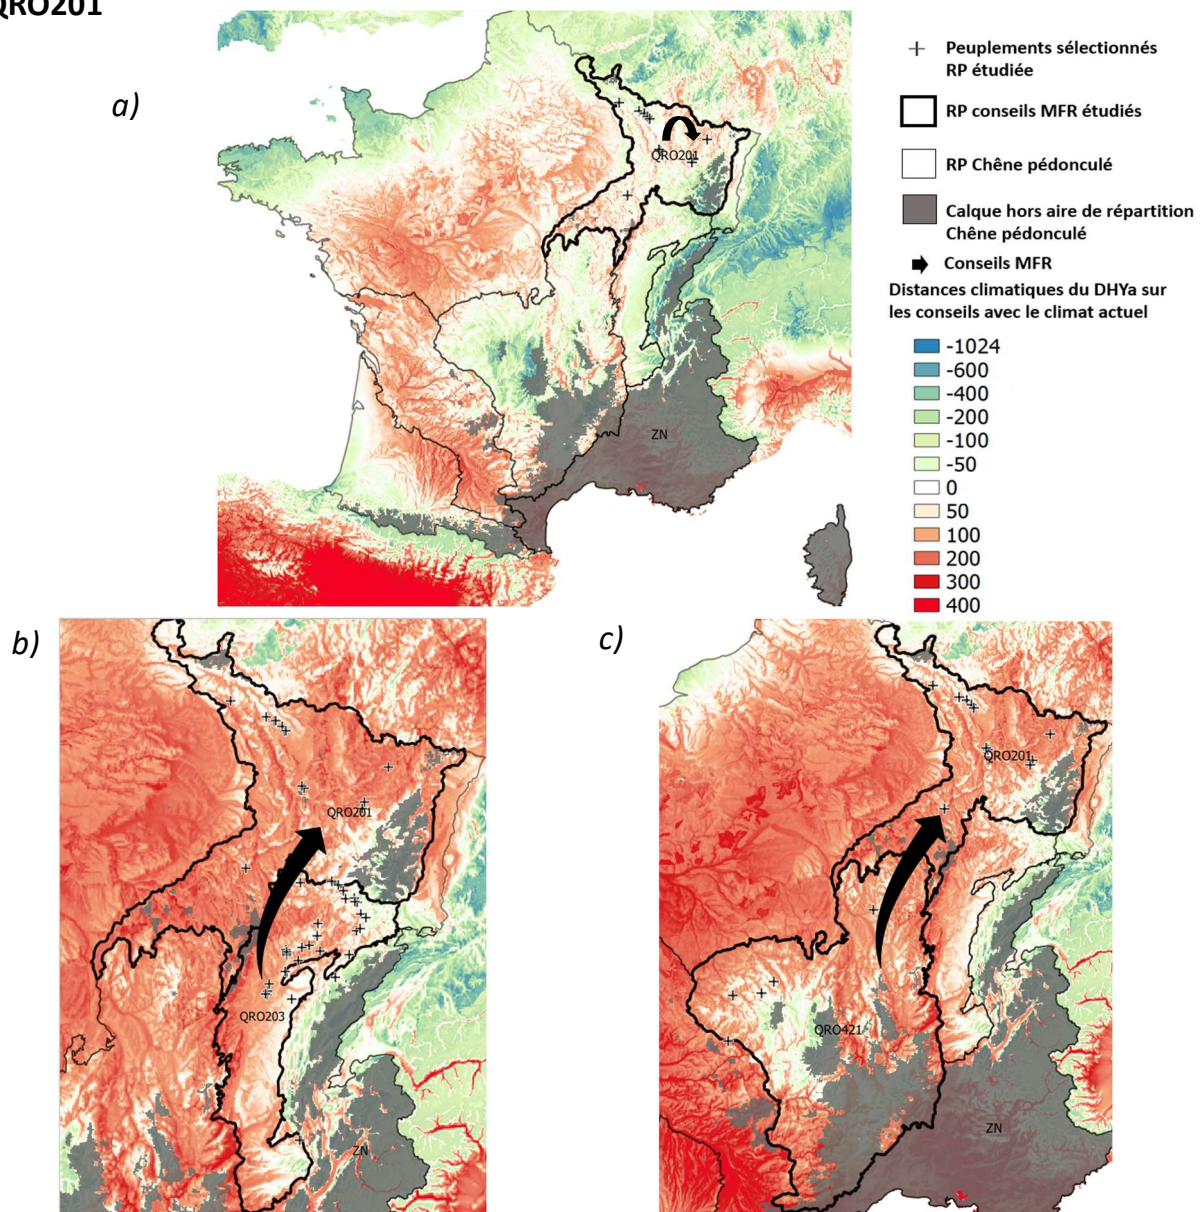 QRO201
a)
QRO201
ZN
Peuplements sélectionnés
RP étudiée
RP conseils MFR étudiés
RP Chêne pédonculé
Calque hors aire de répartition
Chêne pédonculé
Conseils MFR
Distances climatiques du DHYa sur
les conseils avec le climat actuel
-1024
-600
-400
-200
-100
-50
0
50
100
200
300
400
b)
QRO201
QRO203
ZN
c)
QRO201
QRO421
ZN